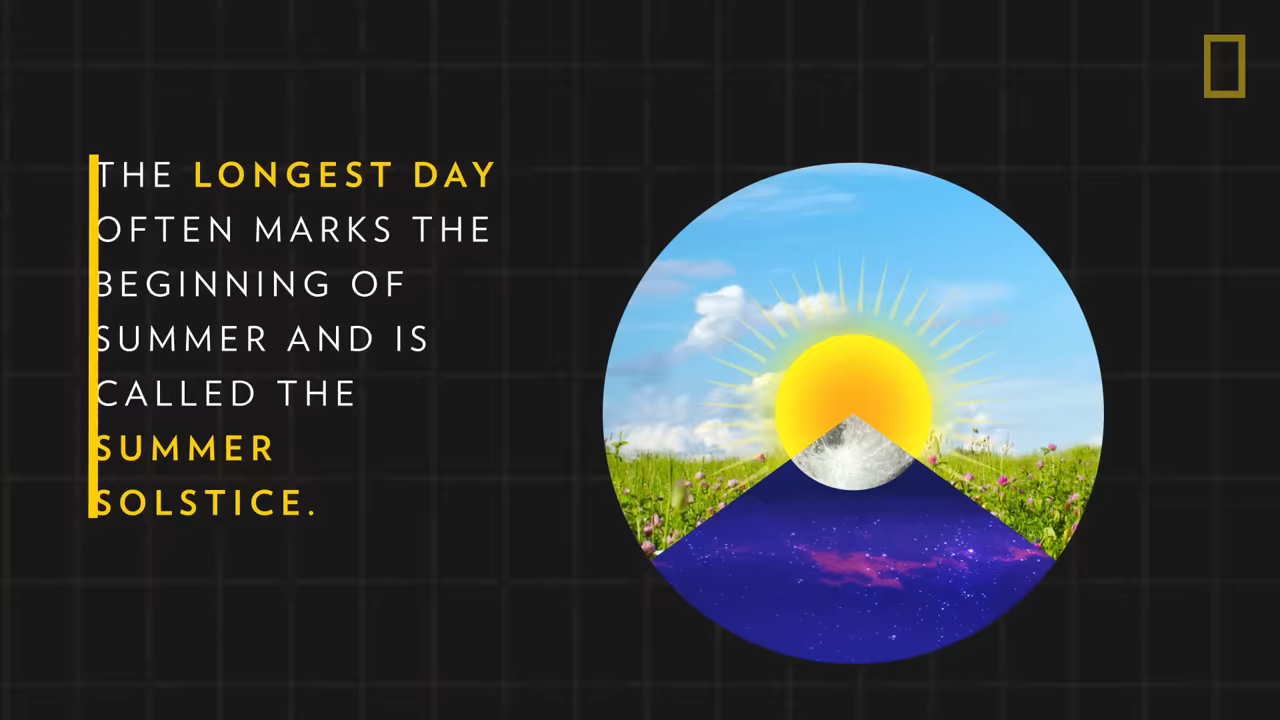 THE LONGEST DAY
OFTEN MARKS THE
BEGINNING OF
SUMMER AND IS
CALLED THE
SUMMER
SOLSTICE.